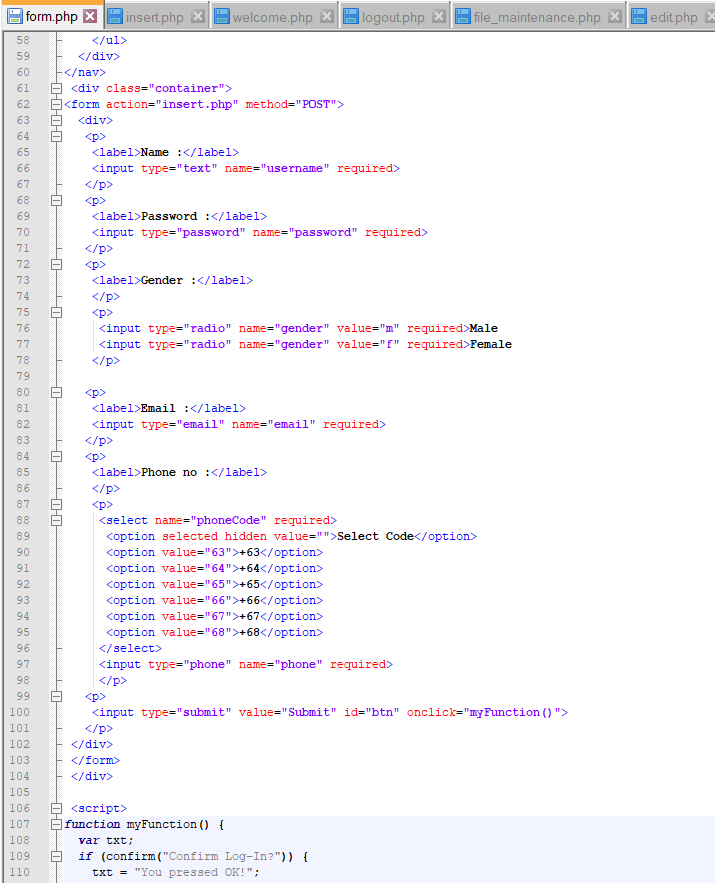 form.php insert.php welcome.php logout.php file_maintenance.php edit.php
58 </ul>
59 </div>
60 </nav>
61 <div class="container">
62 <form action="insert.php" method="POST">
63 <div>
64 <p>
65 <label>Name :</label>
66 <input type="text" name="username" required>
67 </p>
68 <p>
69 <label>Password :</label>
70 <input type="password" name="password" required>
71 </p>
72 <p>
73 <label>Gender :</label>
74 </p>
75 <p>
76 <input type="radio" name="gender" value="m" required>Male
77 <input type="radio" name="gender" value="f" required>Female
78 </p>
79
80 <p>
81 <label>Email :</label>
82 <input type="email" name="email" required>
83 </p>
84 <p>
85 <label>Phone no :</label>
86 </p>
87 <p>
88 <select name="phoneCode" required>
89 <option selected hidden value="">Select Code</option>
90 <option value="63">+63</option>
91 <option value="64">+64</option>
92 <option value="65">+65</option>
93 <option value="66">+66</option>
94 <option value="67">+67</option>
95 <option value="68">+68</option>
96 </select>
97 <input type="phone" name="phone" required>
98 </p>
99 <p>
100 <input type="submit" value="Submit" id="btn" onclick="myFunction()">
101 </p>
102 </div>
103 </form>
104 </div>
105
106 <script>
107 function myFunction() {
108 var txt;
109 if (confirm("Confirm Log-In?")) {
110 txt = "You pressed OK!";